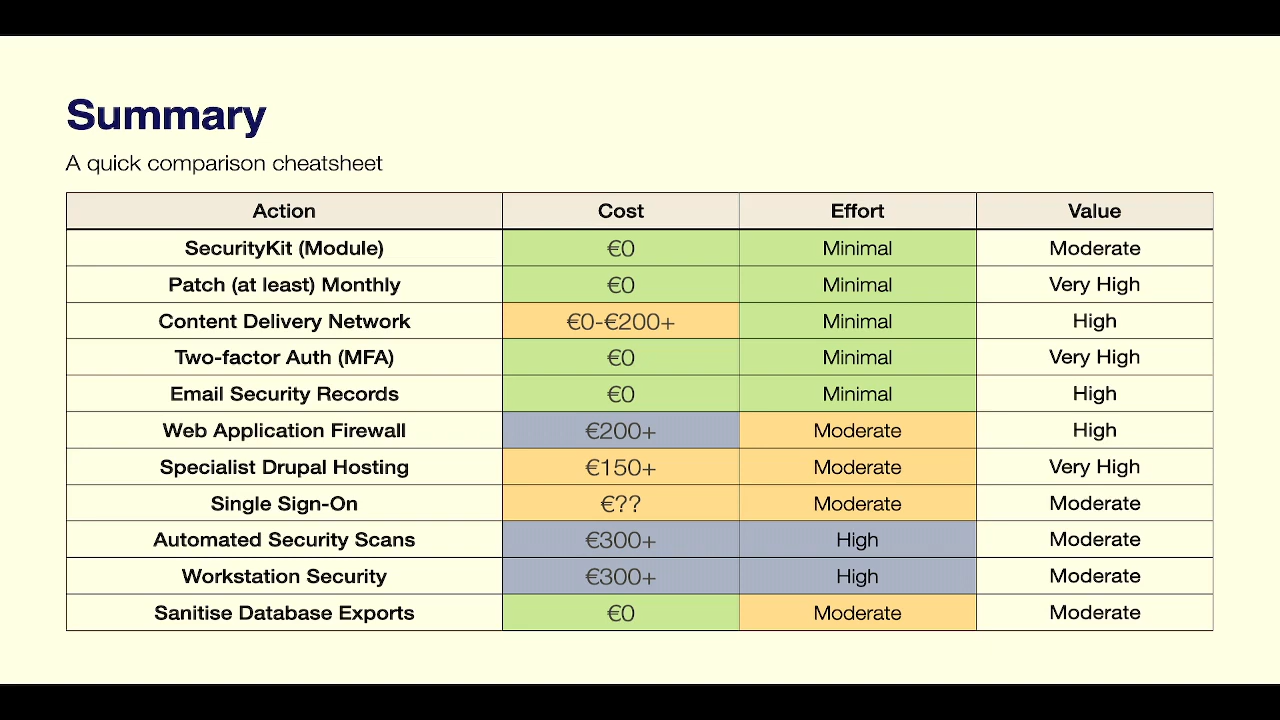 Summary
A quick comparison cheatsheet
Action Cost Effort Value
SecurityKit (Module) €0 Minimal Moderate
Patch (at least) Monthly €0 Minimal Very High
Content Delivery Network €0-€200+ Minimal High
Two-factor Auth (MFA) €0 Minimal Very High
Email Security Records €0 Minimal High
Web Application Firewall €200+ Moderate High
Specialist Drupal Hosting €150+ Moderate Very High
Single Sign-On €?? Moderate Moderate
Automated Security Scans €300+ High Moderate
Workstation Security €300+ High Moderate
Sanitise Database Exports €0 Moderate Moderate